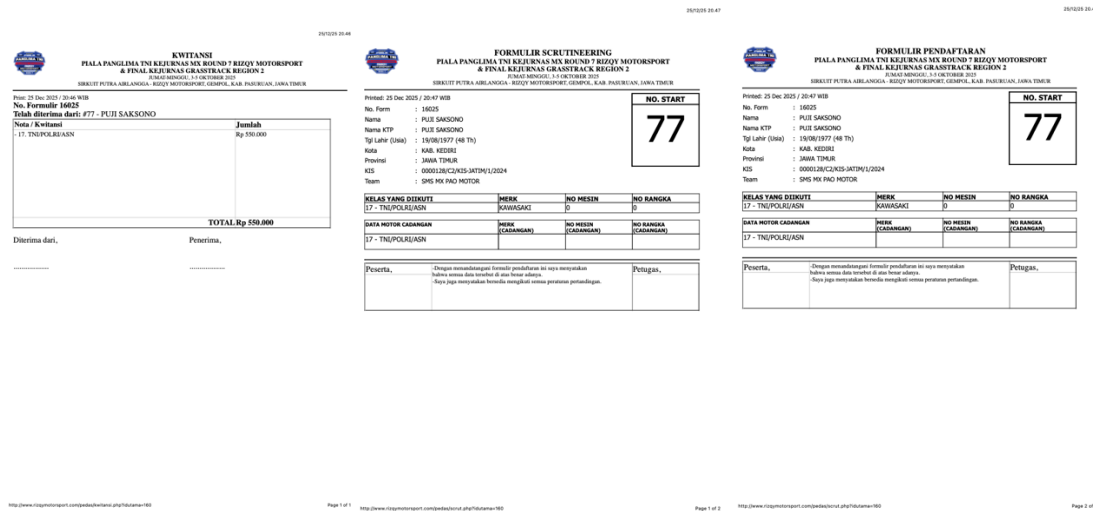 25/12/25 20.46
KWITANSI
PIALA PANGLIMA TNI KEJURNAS MX ROUND 7 RIZQY MOTORSPORT
& FINAL KEJURNAS GRASSTRACK REGION 2
JUMAT-MINGGU, 3-5 OKTOBER 2025
SIRKUIT PUTRA AIRLANGGA - RIZQY MOTORSPORT, GEMPOL, KAB. PASURUAN, JAWA TIMUR
Print: 25 Dec 2025 / 20:46 WIB
No. Formulir 16025
Telah diterima dari: #77 - PUJI SAKSONO
Nota / Kwitansi Jumlah
- 17. TNI/POLRI/ASN Rp 550.000
TOTAL Rp 550.000
Diterima dari, Penerima,
.................. ..................
http://www.rizqymotorsport.com/pedas/kwitansi.php?idutama=160 Page 1 of 1
25/12/25 20.47
FORMULIR SCRUTINEERING
PIALA PANGLIMA TNI KEJURNAS MX ROUND 7 RIZQY MOTORSPORT
& FINAL KEJURNAS GRASSTRACK REGION 2
JUMAT-MINGGU, 3-5 OKTOBER 2025
SIRKUIT PUTRA AIRLANGGA - RIZQY MOTORSPORT, GEMPOL, KAB. PASURUAN, JAWA TIMUR
Printed: 25 Dec 2025 / 20:47 WIB
NO. START
77
No. Form : 16025
Nama : PUJI SAKSONO
Nama KTP : PUJI SAKSONO
Tgl Lahir (Usia) : 19/08/1977 (48 Th)
Kota : KAB. KEDIRI
Provinsi : JAWA TIMUR
KIS : 0000128/C2/KIS-JATIM/1/2024
Team : SMS MX PAO MOTOR
KELAS YANG DIIKUTI MERK NO MESIN NO RANGKA
17 - TNI/POLRI/ASN KAWASAKI 0 0
DATA MOTOR CADANGAN MERK (CADANGAN) NO MESIN (CADANGAN) NO RANGKA (CADANGAN)
17 - TNI/POLRI/ASN
Peserta, -Dengan menandatangani formulir pendaftaran ini saya menyatakan Petugas,
bahwa semua data tersebut di atas benar adanya.
-Saya juga menyatakan bersedia mengikuti semua peraturan pertandingan.
http://www.rizqymotorsport.com/pedas/scrut.php?idutama=160 Page 1 of 2
25/12/25 20.4
FORMULIR PENDAFTARAN
PIALA PANGLIMA TNI KEJURNAS MX ROUND 7 RIZQY MOTORSPORT
& FINAL KEJURNAS GRASSTRACK REGION 2
JUMAT-MINGGU, 3-5 OKTOBER 2025
SIRKUIT PUTRA AIRLANGGA - RIZQY MOTORSPORT, GEMPOL, KAB. PASURUAN, JAWA TIMUR
Printed: 25 Dec 2025 / 20:47 WIB
NO. START
77
No. Form : 16025
Nama : PUJI SAKSONO
Nama KTP : PUJI SAKSONO
Tgl Lahir (Usia) : 19/08/1977 (48 Th)
Kota : KAB. KEDIRI
Provinsi : JAWA TIMUR
KIS : 0000128/C2/KIS-JATIM/1/2024
Team : SMS MX PAO MOTOR
KELAS YANG DIIKUTI MERK NO MESIN NO RANGKA
17 - TNI/POLRI/ASN KAWASAKI 0 0
DATA MOTOR CADANGAN MERK (CADANGAN) NO MESIN (CADANGAN) NO RANGKA (CADANGAN)
17 - TNI/POLRI/ASN
Peserta, -Dengan menandatangani formulir pendaftaran ini saya menyatakan Petugas,
bahwa semua data tersebut di atas benar adanya.
-Saya juga menyatakan bersedia mengikuti semua peraturan pertandingan.
http://www.rizqymotorsport.com/pedas/scrut.php?idutama=160 Page 2 of